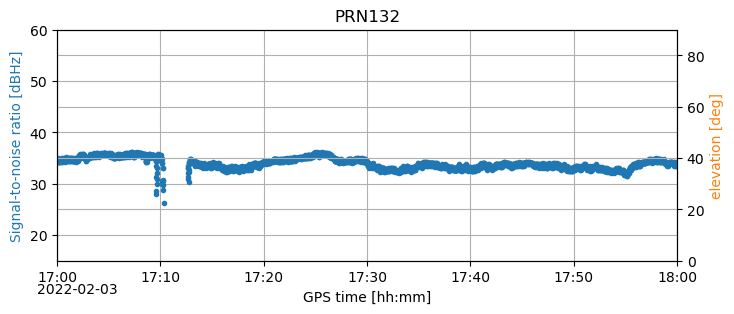 PRN132
60
50
40
30
20
Signal-to-noise ratio [dBHz]
80
60
40
20
0
elevation [deg]
17:00 17:10 17:20 17:30 17:40 17:50 18:00
2022-02-03
GPS time [hh:mm]